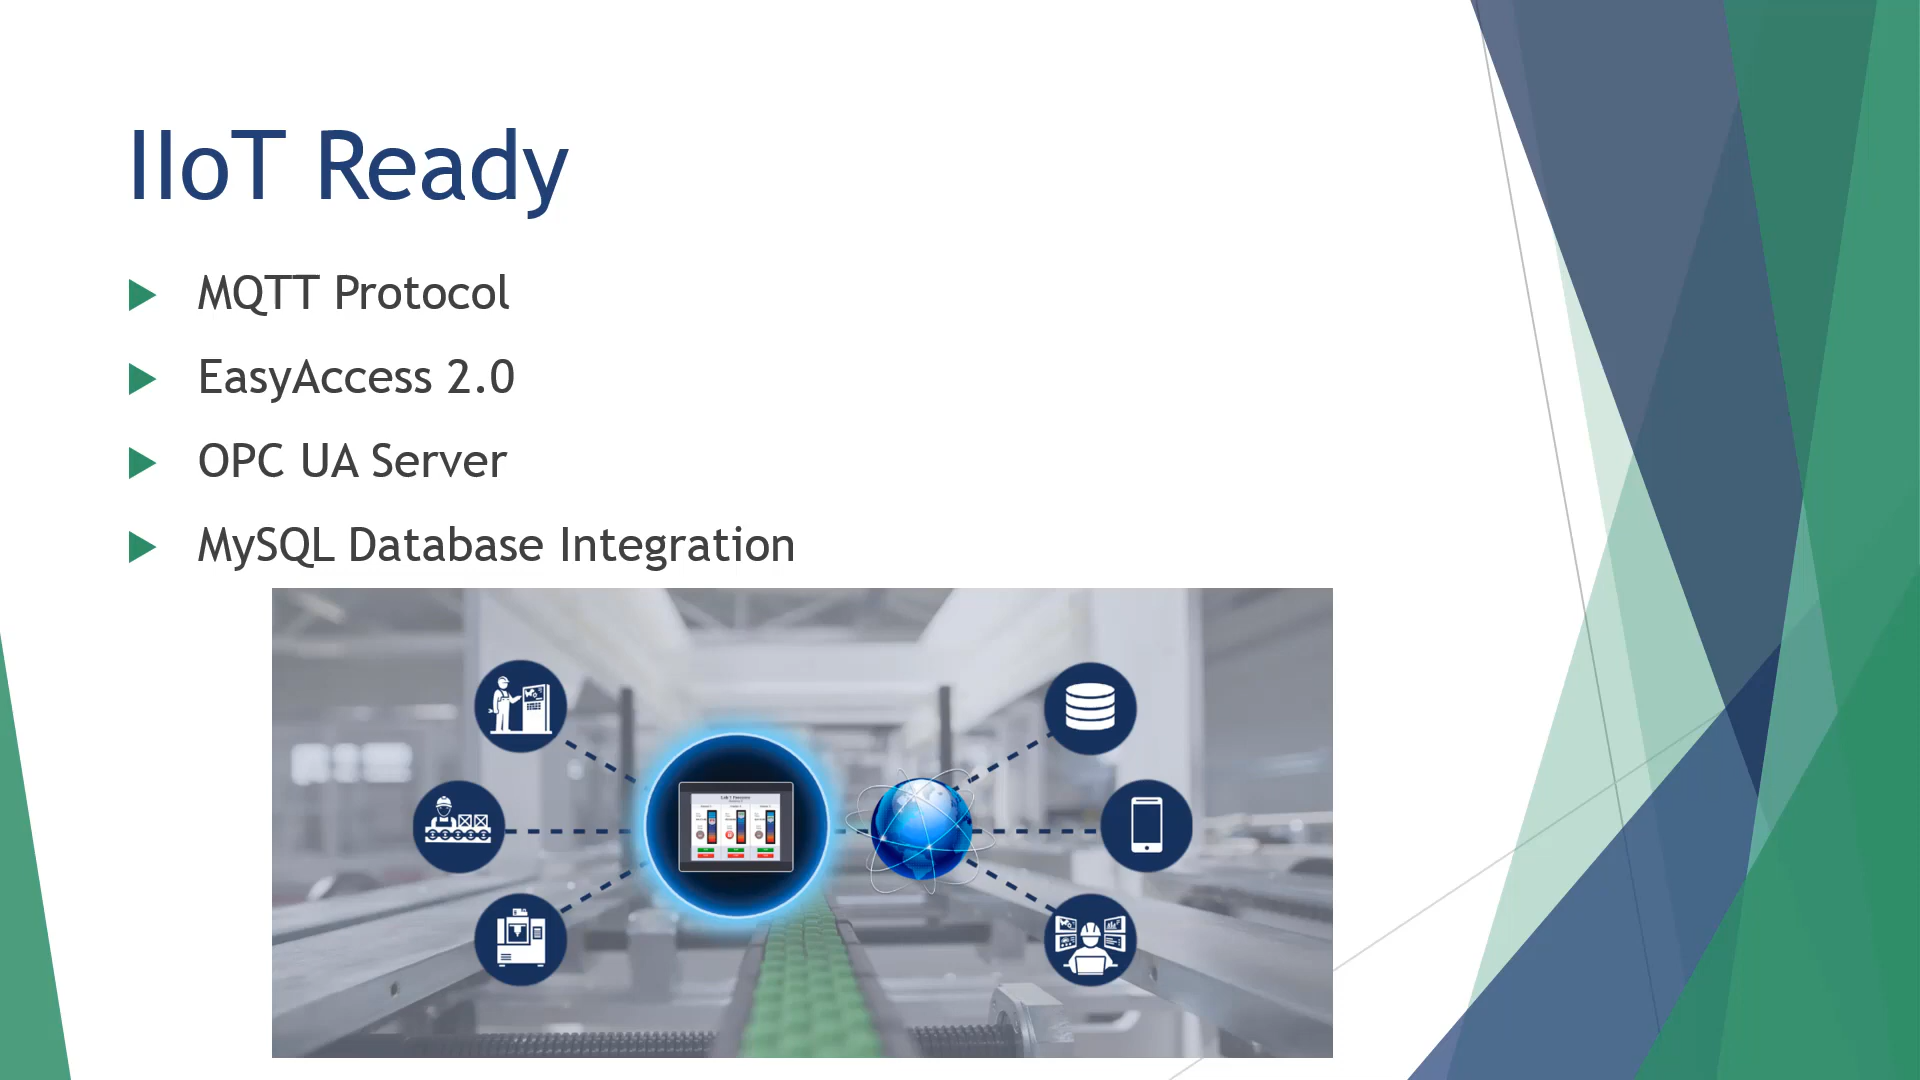 IIoT Ready
MQTT Protocol
EasyAccess 2.0
OPC UA Server
MySQL Database Integration